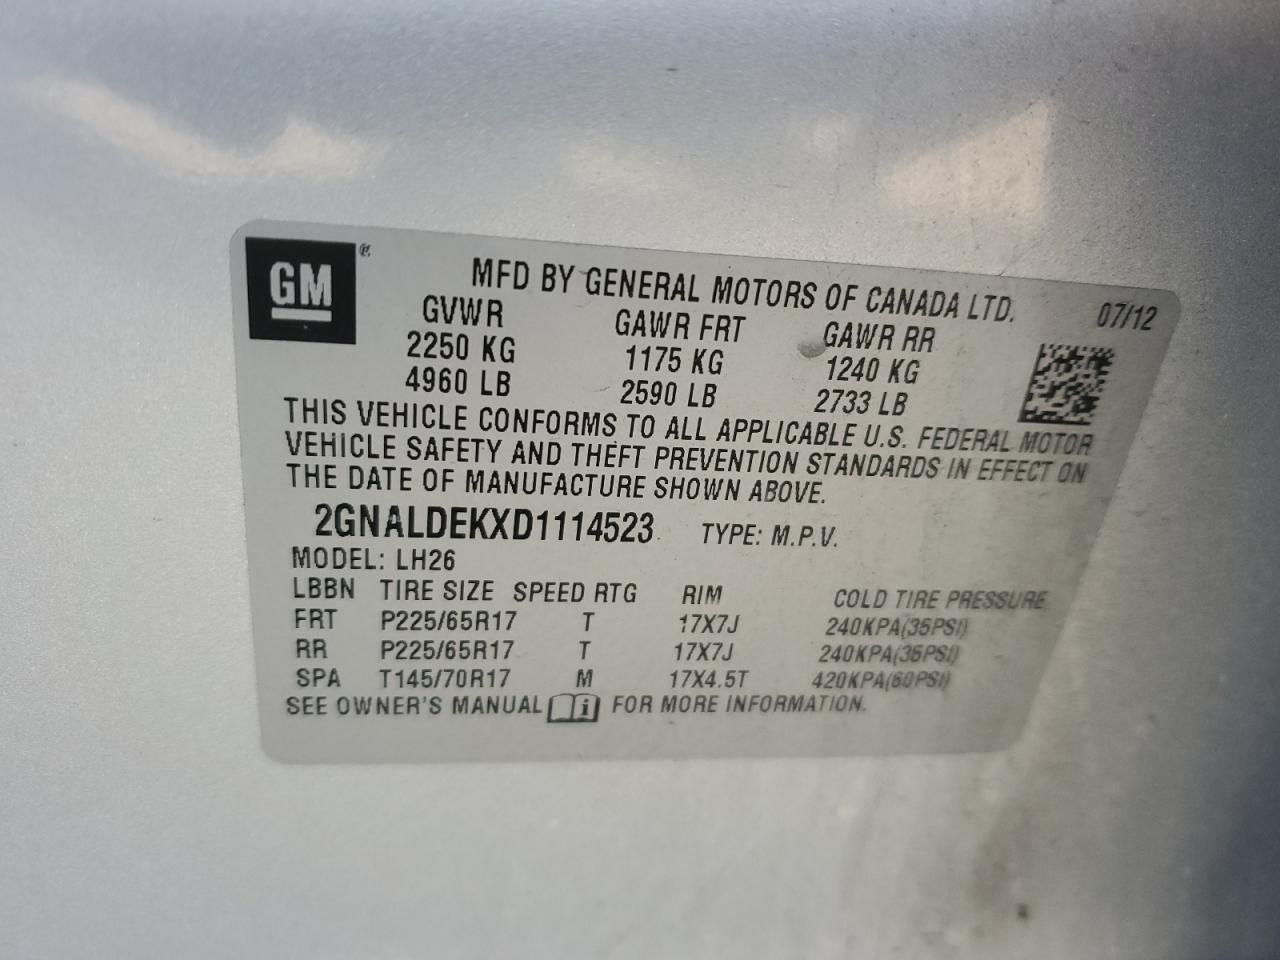 GM ®
MFD BY GENERAL MOTORS OF CANADA LTD. 07/12
GVWR GAWR FRT GAWR RR
2250 KG 1175 KG 1240 KG
4960 LB 2590 LB 2733 LB
THIS VEHICLE CONFORMS TO ALL APPLICABLE U.S. FEDERAL MOTOR
VEHICLE SAFETY AND THEFT PREVENTION STANDARDS IN EFFECT ON
THE DATE OF MANUFACTURE SHOWN ABOVE.
2GNALDEKXD1114523 TYPE: M.P.V.
MODEL: LH26
LBBN TIRE SIZE SPEED RTG RIM COLD TIRE PRESSURE
FRT P225/65R17 T 17X7J 240KPA(35PSI)
RR P225/65R17 T 17X7J 240KPA(35PSI)
SPA T145/70R17 M 17X4.5T 420KPA(60PSI)
SEE OWNER'S MANUAL i FOR MORE INFORMATION.